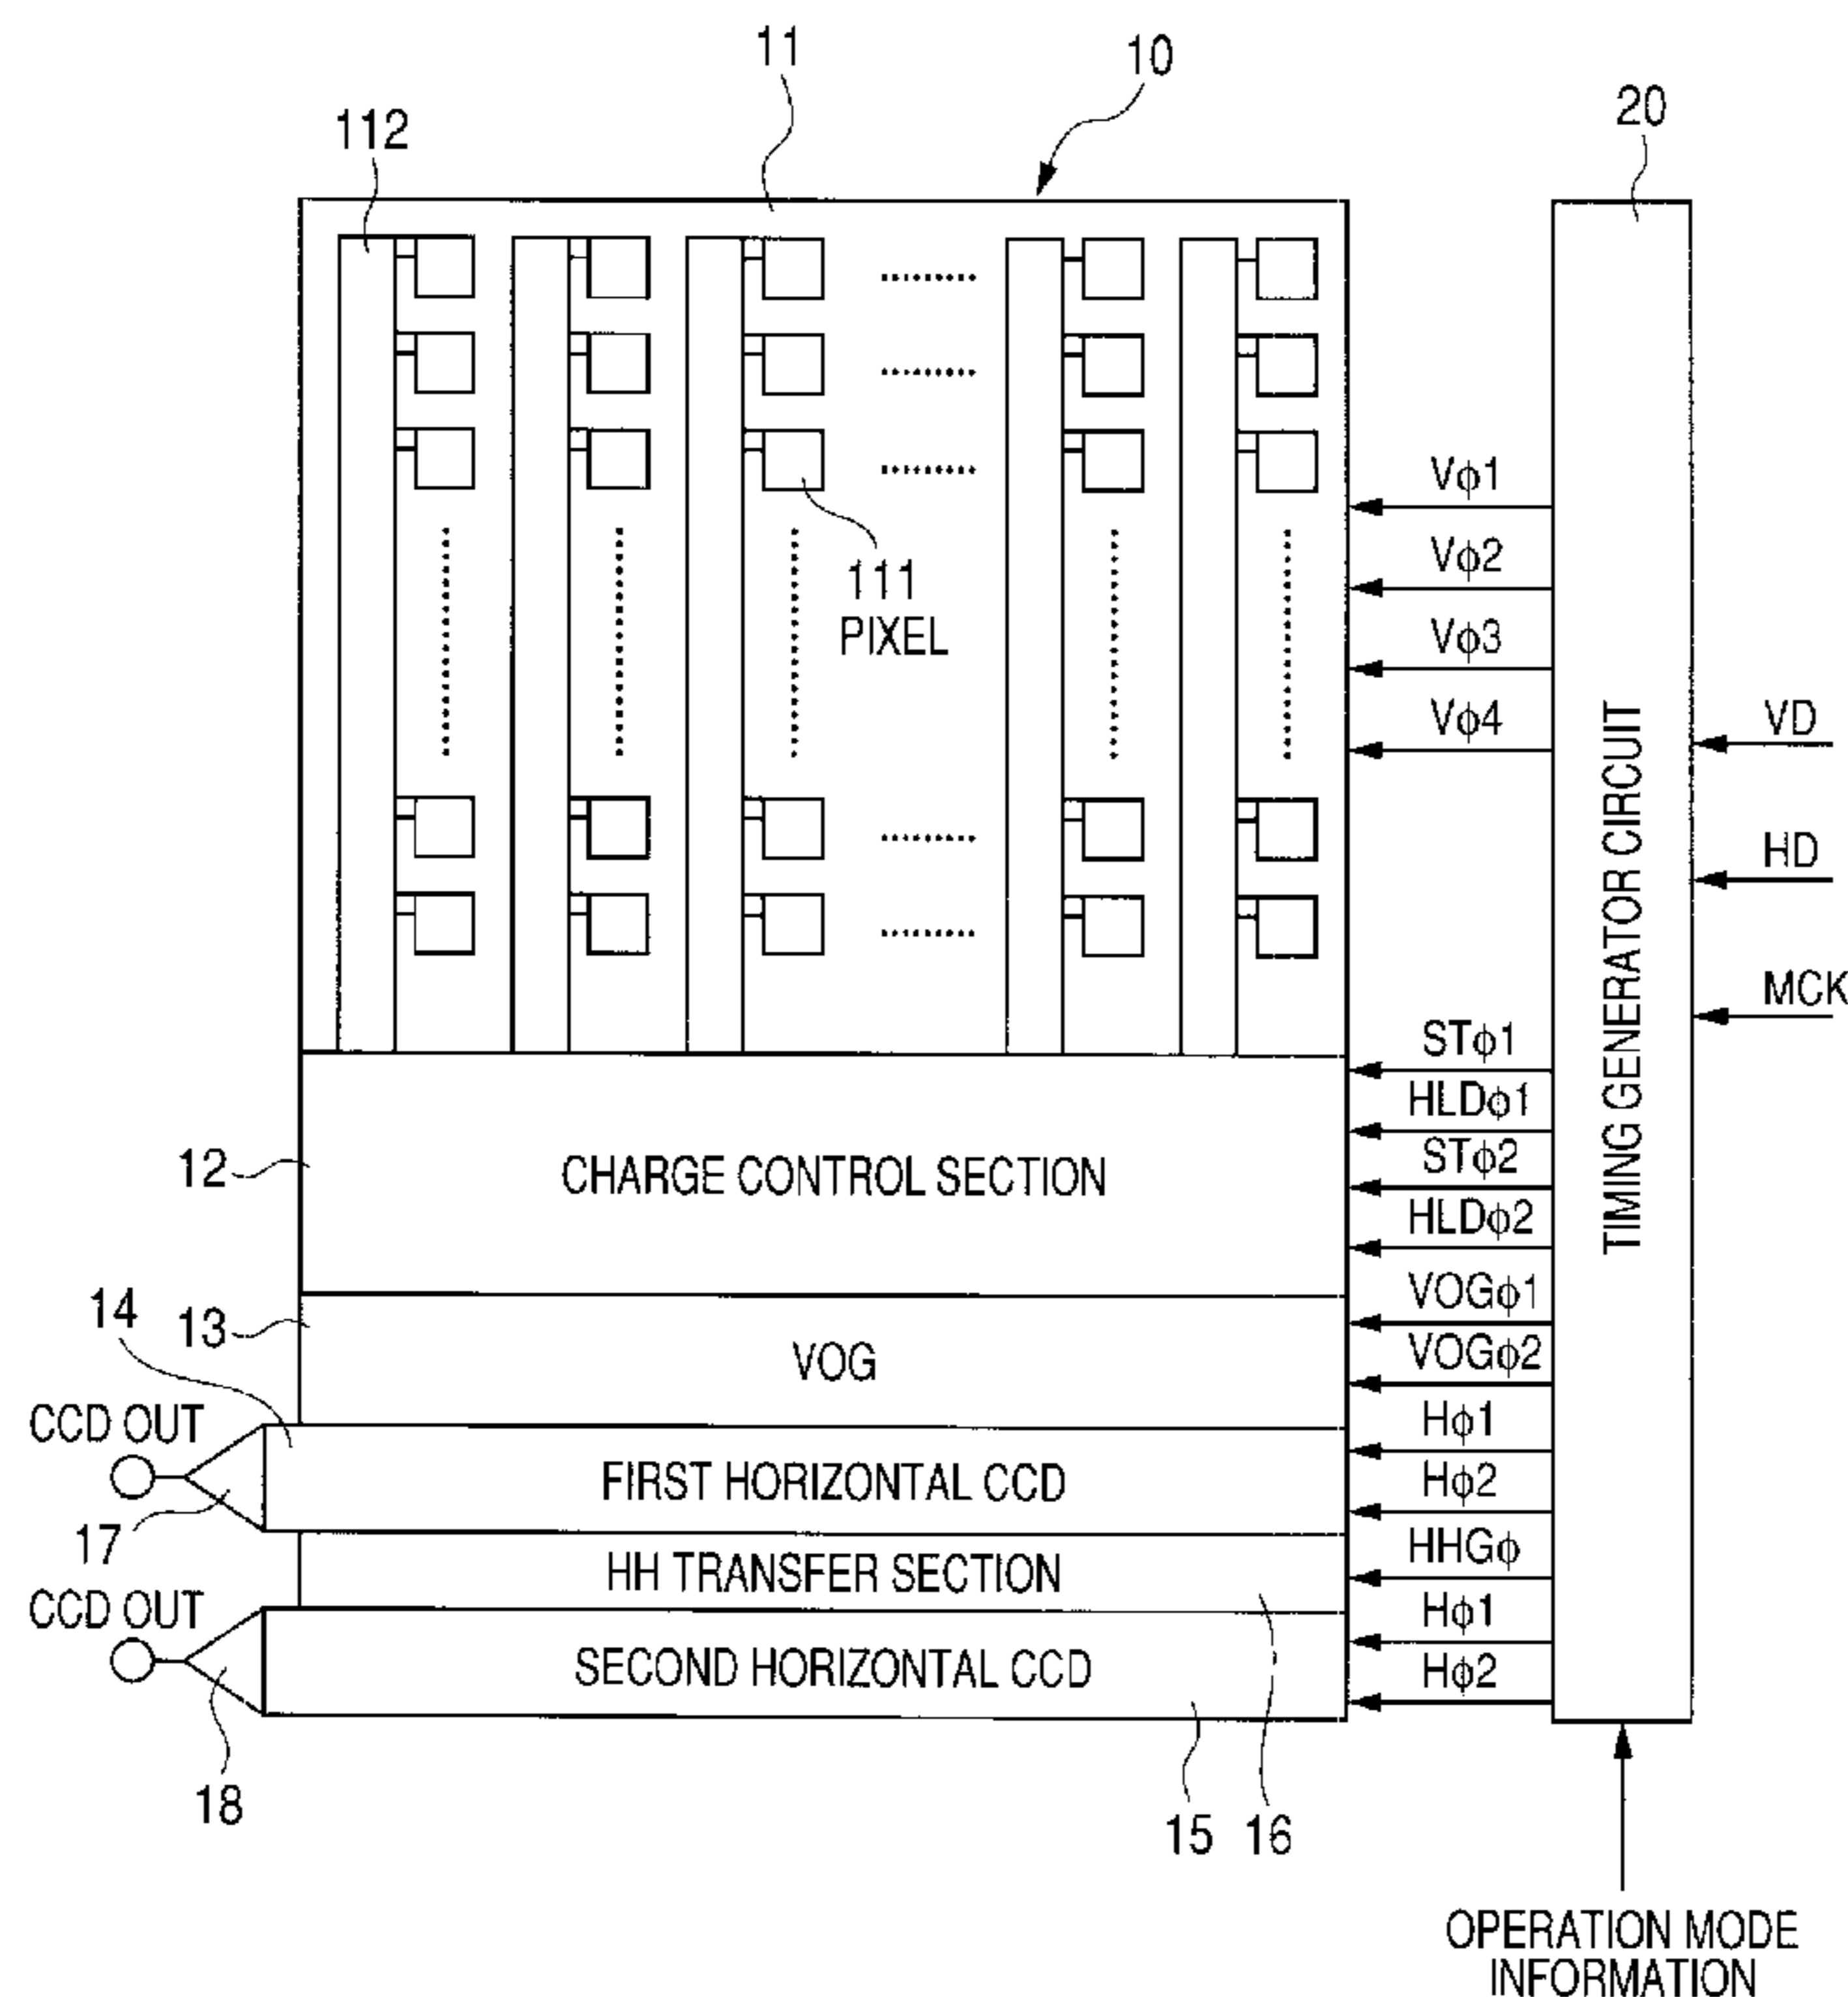 11
10
112
20
111
PIXEL
Vϕ1
Vϕ2
Vϕ3
Vϕ4
VD
HD
MCK
TIMING GENERATOR CIRCUIT
STϕ1
HLDϕ1
STϕ2
HLDϕ2
12
CHARGE CONTROL SECTION
VOGϕ1
VOGϕ2
14
13
VOG
CCD OUT
Hϕ1
Hϕ2
FIRST HORIZONTAL CCD
17
HHGϕ
HH TRANSFER SECTION
CCD OUT
Hϕ1
Hϕ2
SECOND HORIZONTAL CCD
18
15
16
OPERATION MODE
INFORMATION